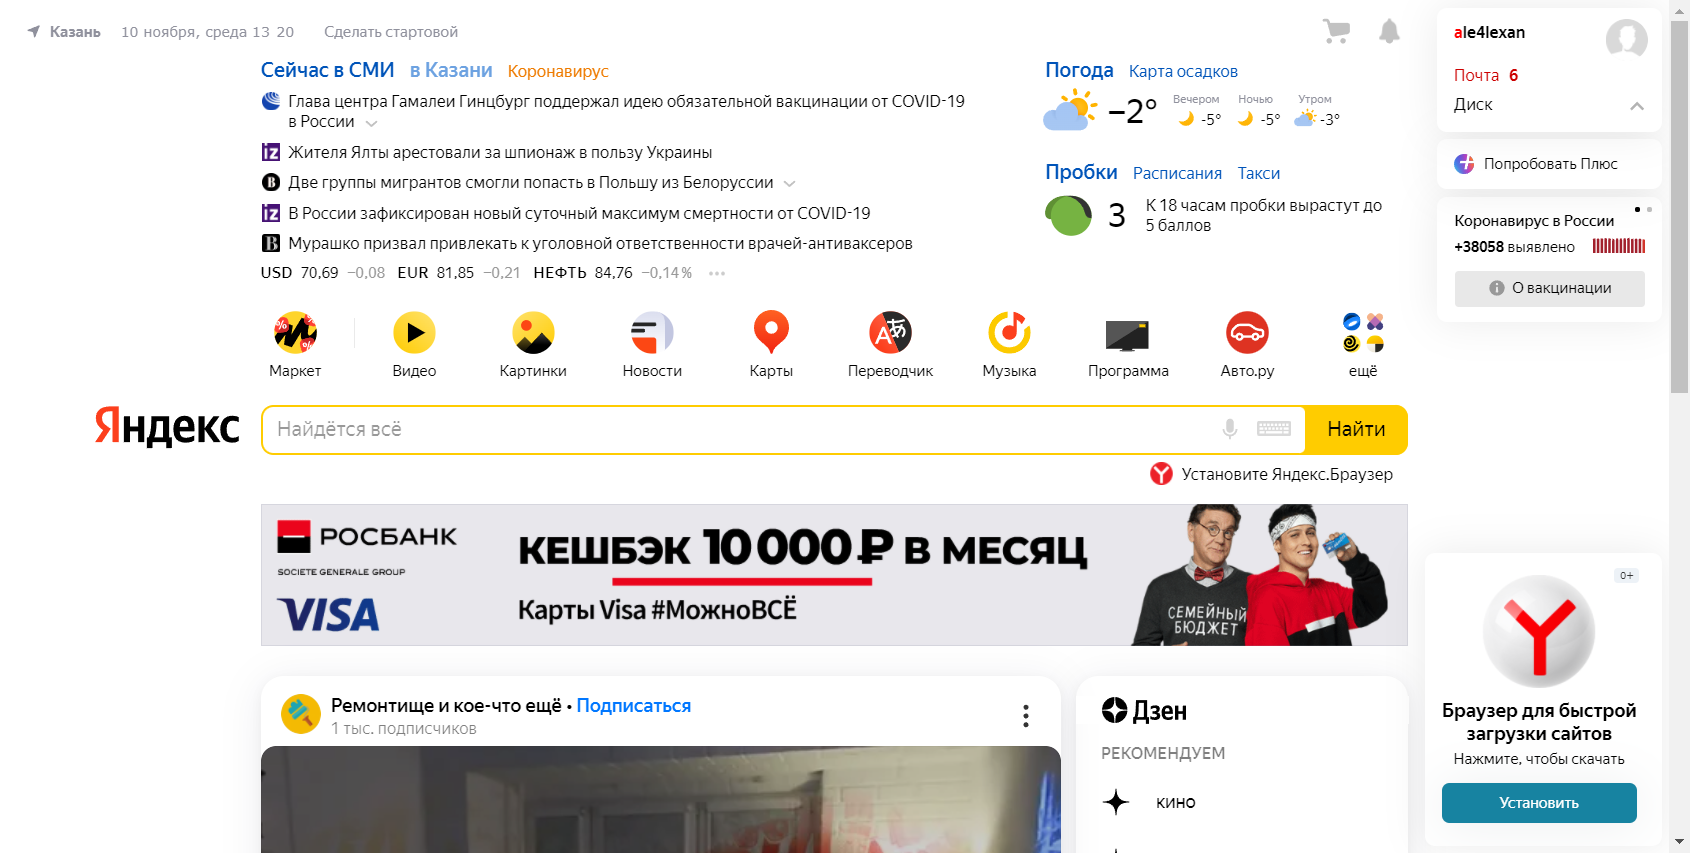 Казань 10 ноября, среда 13 20 Сделать стартовой
Сейчас в СМИ в Казани Коронавирус
Глава центра Гамалеи Гинцбург поддержал идею обязательной вакцинации от COVID-19
в России
Жителя Ялты арестовали за шпионаж в пользу Украины
Две группы мигрантов смогли попасть в Польшу из Белоруссии
В России зафиксирован новый суточный максимум смертности от COVID-19
Мурашко призвал привлекать к уголовной ответственности врачей-антиваксеров
USD 70,69 −0,08 EUR 81,85 −0,21 НЕФТЬ 84,76 −0,14% •••
Погода Карта осадков
−2° Вечером -5° Ночью -5° Утром -3°
Пробки Расписания Такси
3 К 18 часам пробки вырастут до
5 баллов
ale4lexan
Почта 6
Диск
Попробовать Плюс
Коронавирус в России
+38058 выявлено
О вакцинации
Маркет Видео Картинки Новости Карты Переводчик Музыка Программа Авто.ру ещё
Яндекс Найдётся всё Найти
Установите Яндекс.Браузер
РОСБАНК
SOCIETE GENERALE GROUP
VISA
КЕШБЭК 10 000 ₽ В МЕСЯЦ
Карты Visa #МожноВСЁ
СЕМЕЙНЫЙ
БЮДЖЕТ
Ремонтище и кое-что ещё • Подписаться
1 тыс. подписчиков
Дзен
РЕКОМЕНДУЕМ
кино
0+
Браузер для быстрой
загрузки сайтов
Нажмите, чтобы скачать
Установить